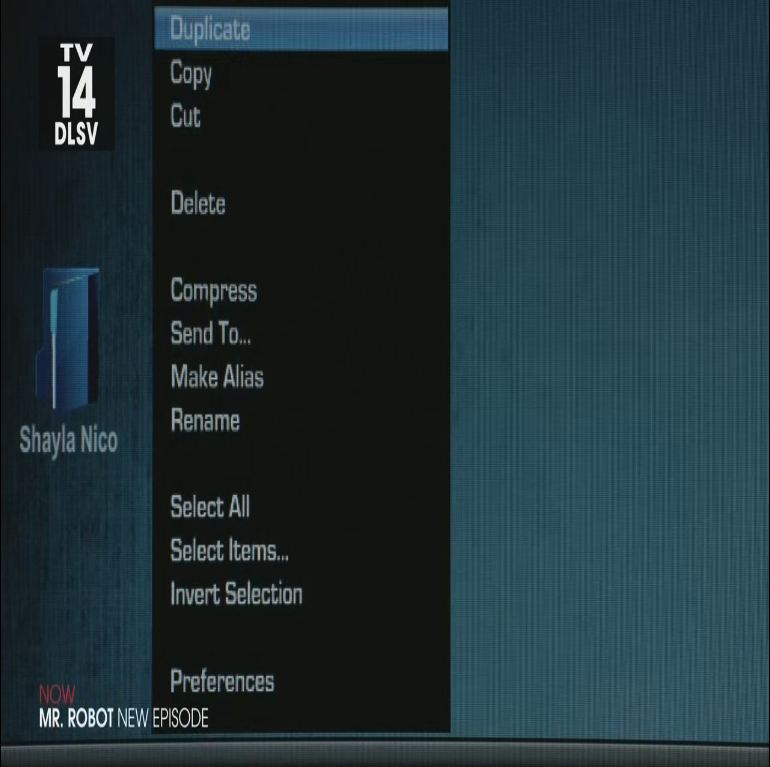 TV
14
DLSV
Duplicate
Copy
Cut
Delete
Compress
Send To...
Make Alias
Rename
Shayla Nico
Select All
Select Items...
Invert Selection
Preferences
NOW
MR. ROBOT NEW EPISODE